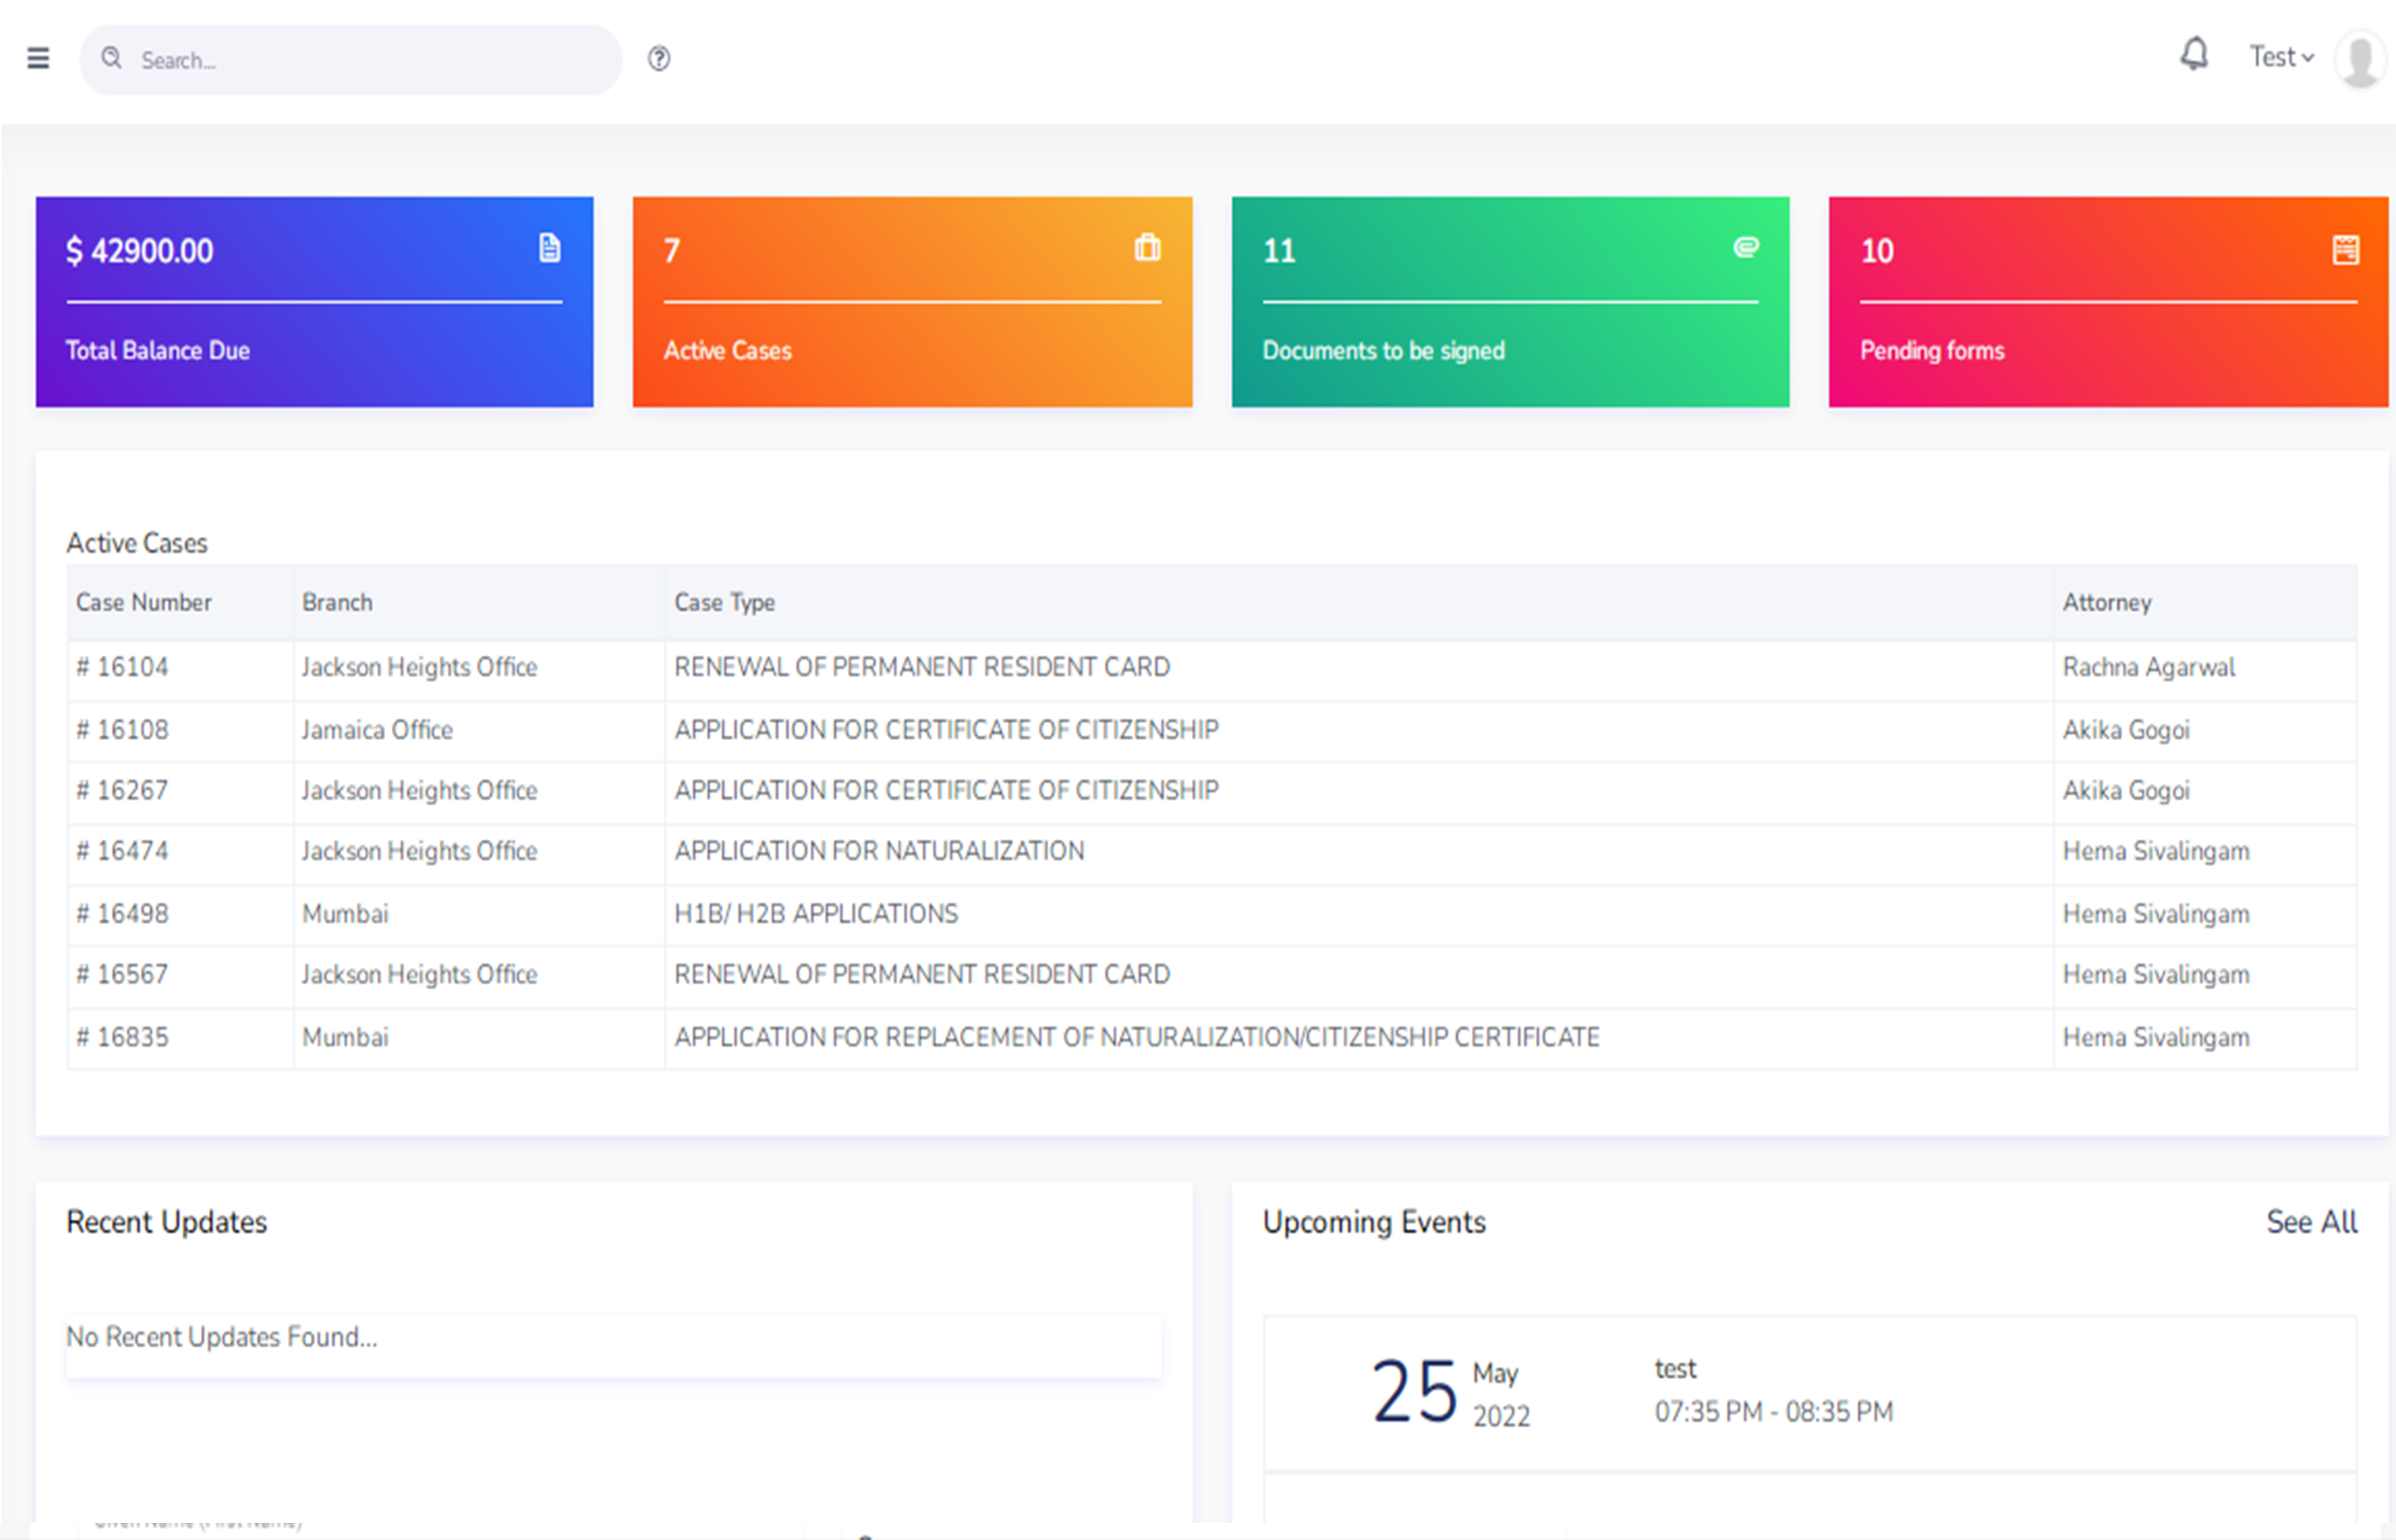 Search...
Test
$ 42900.00
Total Balance Due
7
Active Cases
11
Documents to be signed
10
Pending forms
Active Cases
Case Number Branch Case Type Attorney
# 16104 Jackson Heights Office RENEWAL OF PERMANENT RESIDENT CARD Rachna Agarwal
# 16108 Jamaica Office APPLICATION FOR CERTIFICATE OF CITIZENSHIP Akika Gogoi
# 16267 Jackson Heights Office APPLICATION FOR CERTIFICATE OF CITIZENSHIP Akika Gogoi
# 16474 Jackson Heights Office APPLICATION FOR NATURALIZATION Hema Sivalingam
# 16498 Mumbai H1B/ H2B APPLICATIONS Hema Sivalingam
# 16567 Jackson Heights Office RENEWAL OF PERMANENT RESIDENT CARD Hema Sivalingam
# 16835 Mumbai APPLICATION FOR REPLACEMENT OF NATURALIZATION/CITIZENSHIP CERTIFICATE Hema Sivalingam
Recent Updates
No Recent Updates Found...
Upcoming Events See All
25 May 2022
test
07:35 PM - 08:35 PM